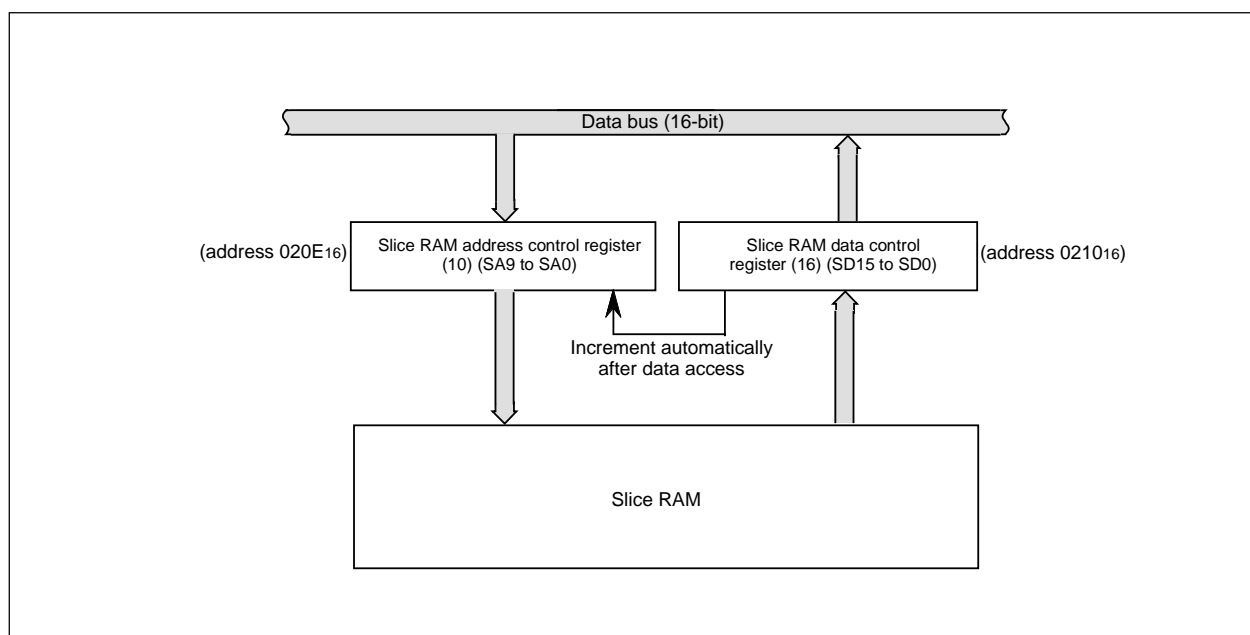 Data bus (16-bit)
(address 020E16)
Slice RAM address control register
(10) (SA9 to SA0)
Slice RAM data control
register (16) (SD15 to SD0)
(address 021016)
Increment automatically
after data access
Slice RAM